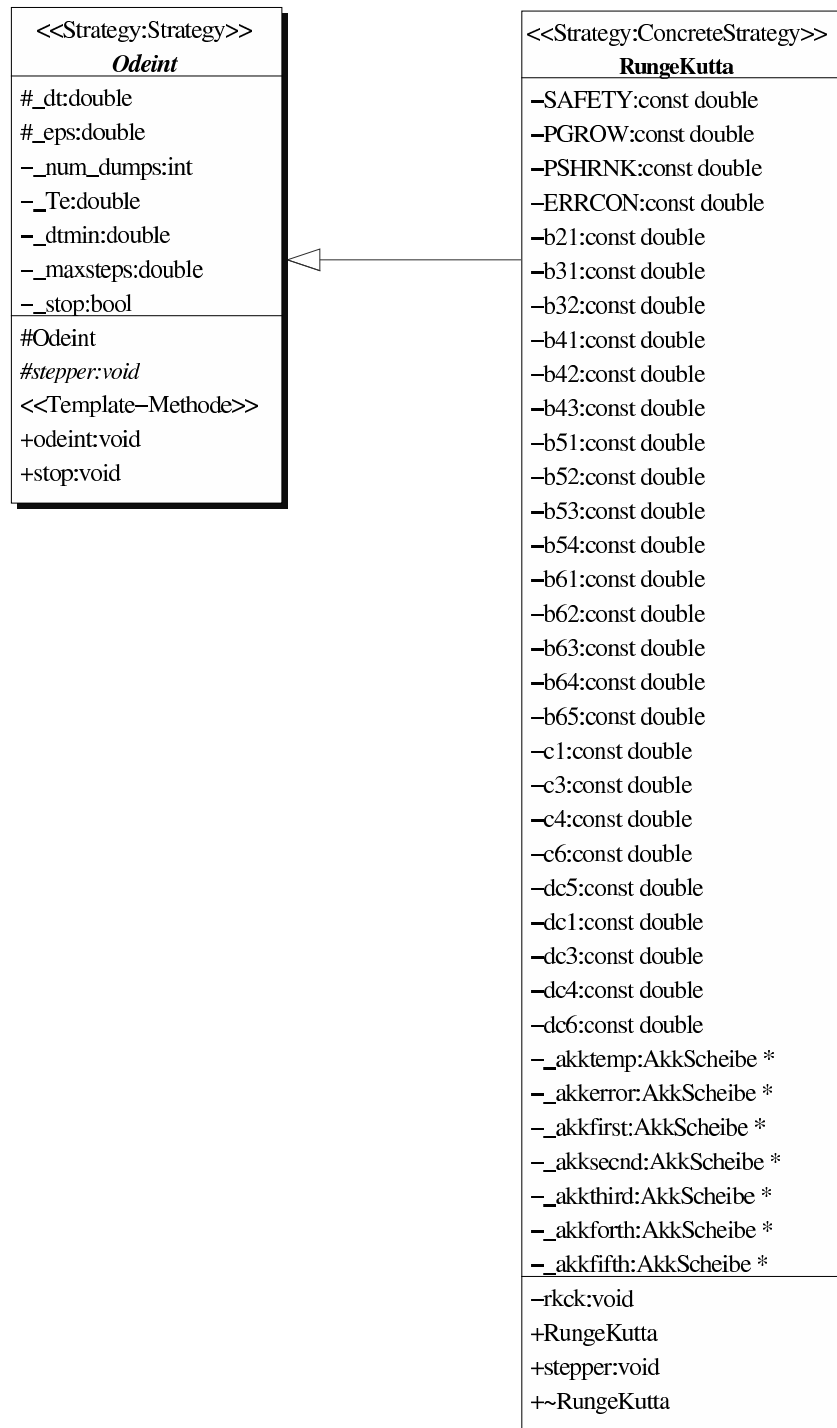 <<Strategy:Strategy>>
Odeint
#_dt:double
#_eps:double
−_num_dumps:int
−_Te:double
−_dtmin:double
−_maxsteps:double
−_stop:bool
#Odeint
#stepper:void
<<Template−Methode>>
+odeint:void
+stop:void
<<Strategy:ConcreteStrategy>>
RungeKutta
−SAFETY:const double
−PGROW:const double
−PSHRNK:const double
−ERRCON:const double
−b21:const double
−b31:const double
−b32:const double
−b41:const double
−b42:const double
−b43:const double
−b51:const double
−b52:const double
−b53:const double
−b54:const double
−b61:const double
−b62:const double
−b63:const double
−b64:const double
−b65:const double
−c1:const double
−c3:const double
−c4:const double
−c6:const double
−dc5:const double
−dc1:const double
−dc3:const double
−dc4:const double
−dc6:const double
−_akktemp:AkkScheibe *
−_akkerror:AkkScheibe *
−_akkfirst:AkkScheibe *
−_akksecnd:AkkScheibe *
−_akkthird:AkkScheibe *
−_akkforth:AkkScheibe *
−_akkfifth:AkkScheibe *
−rkck:void
+RungeKutta
+stepper:void
+~RungeKutta